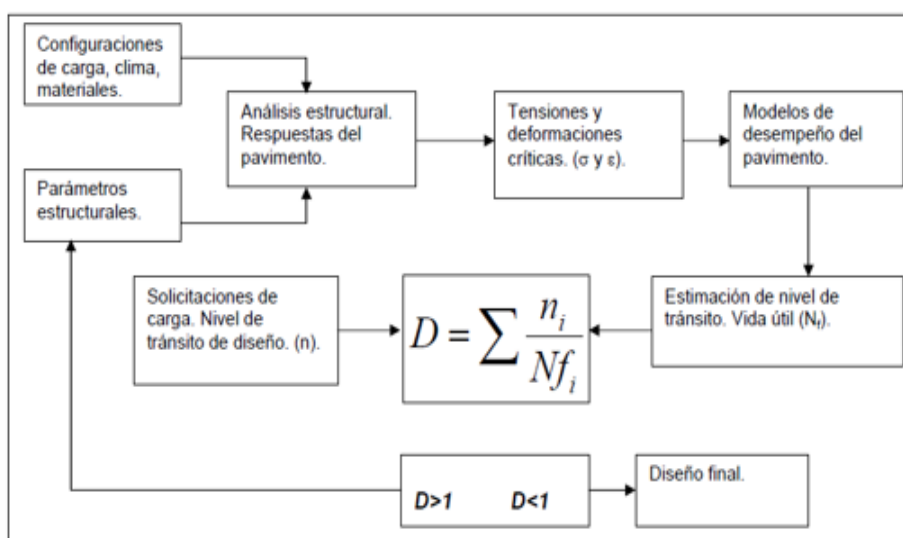 Configuraciones
de carga, clima,
materiales.
Análisis estructural.
Respuestas del
pavimento.
Tensiones y
deformaciones
críticas. (σ y ε).
Modelos de
desempeño del
pavimento.
Parámetros
estructurales.
Solicitaciones de
carga. Nivel de
tránsito de diseño. (n).
D = ∑ n_i / Nf_i
Estimación de nivel de
tránsito. Vida útil (Nf).
D>1 D<1
Diseño final.